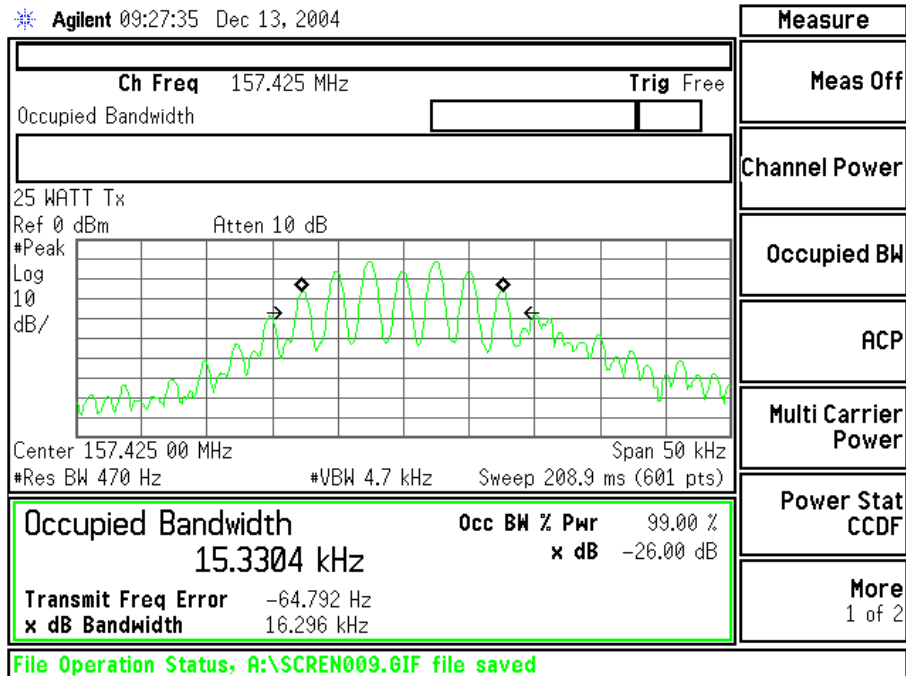 Agilent 09:27:35 Dec 13, 2004
Measure
Ch Freq 157.425 MHz Trig Free
Occupied Bandwidth
Meas Off
Channel Power
Occupied BW
ACP
Multi Carrier
Power
Power Stat
CCDF
More
1 of 2
25 WATT Tx
Ref 0 dBm Atten 10 dB
#Peak
Log
10
dB/
Center 157.425 00 MHz Span 50 kHz
#Res BW 470 Hz #VBW 4.7 kHz Sweep 208.9 ms (601 pts)
Occupied Bandwidth
15.3304 kHz
Occ BW % Pwr 99.00 %
x dB -26.00 dB
Transmit Freq Error -64.792 Hz
x dB Bandwidth 16.296 kHz
File Operation Status, A:\SCREN009.GIF file saved